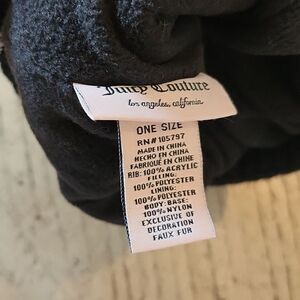 Juicy Couture
los angeles, california
ONE SIZE
RN# 105797
MADE IN CHINA
HECHO EN CHINA
FABRIQUÉ EN CHINE
RIB: 100% ACRYLIC
FILLING:
100% POLYESTER
LINING:
100% POLYESTER
BODY: BASE:
100% NYLON
EXCLUSIVE OF
DECORATION
FAUX FUR